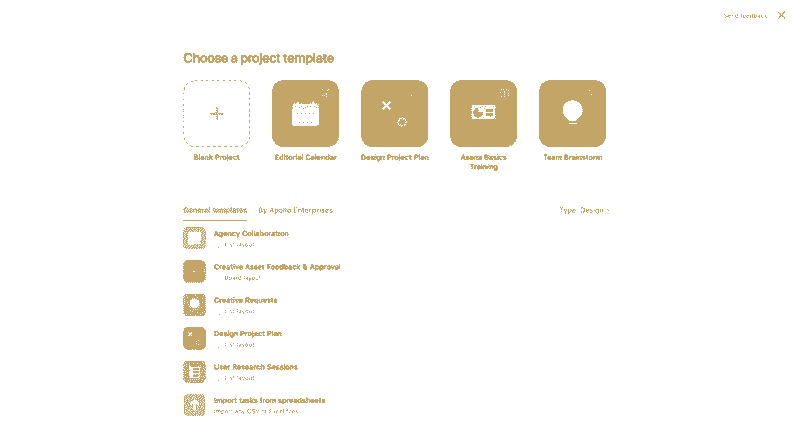 Send feedback
Choose a project template
Blank Project
Editorial Calendar
Design Project Plan
Asana Basics
Training
Team Brainstorm
General templates
By Apollo Enterprises
Type: Design
Agency Collaboration
List layout
Creative Asset Feedback & Approval
Board layout
Creative Requests
List layout
Design Project Plan
List layout
User Research Sessions
List layout
Import tasks from spreadsheets